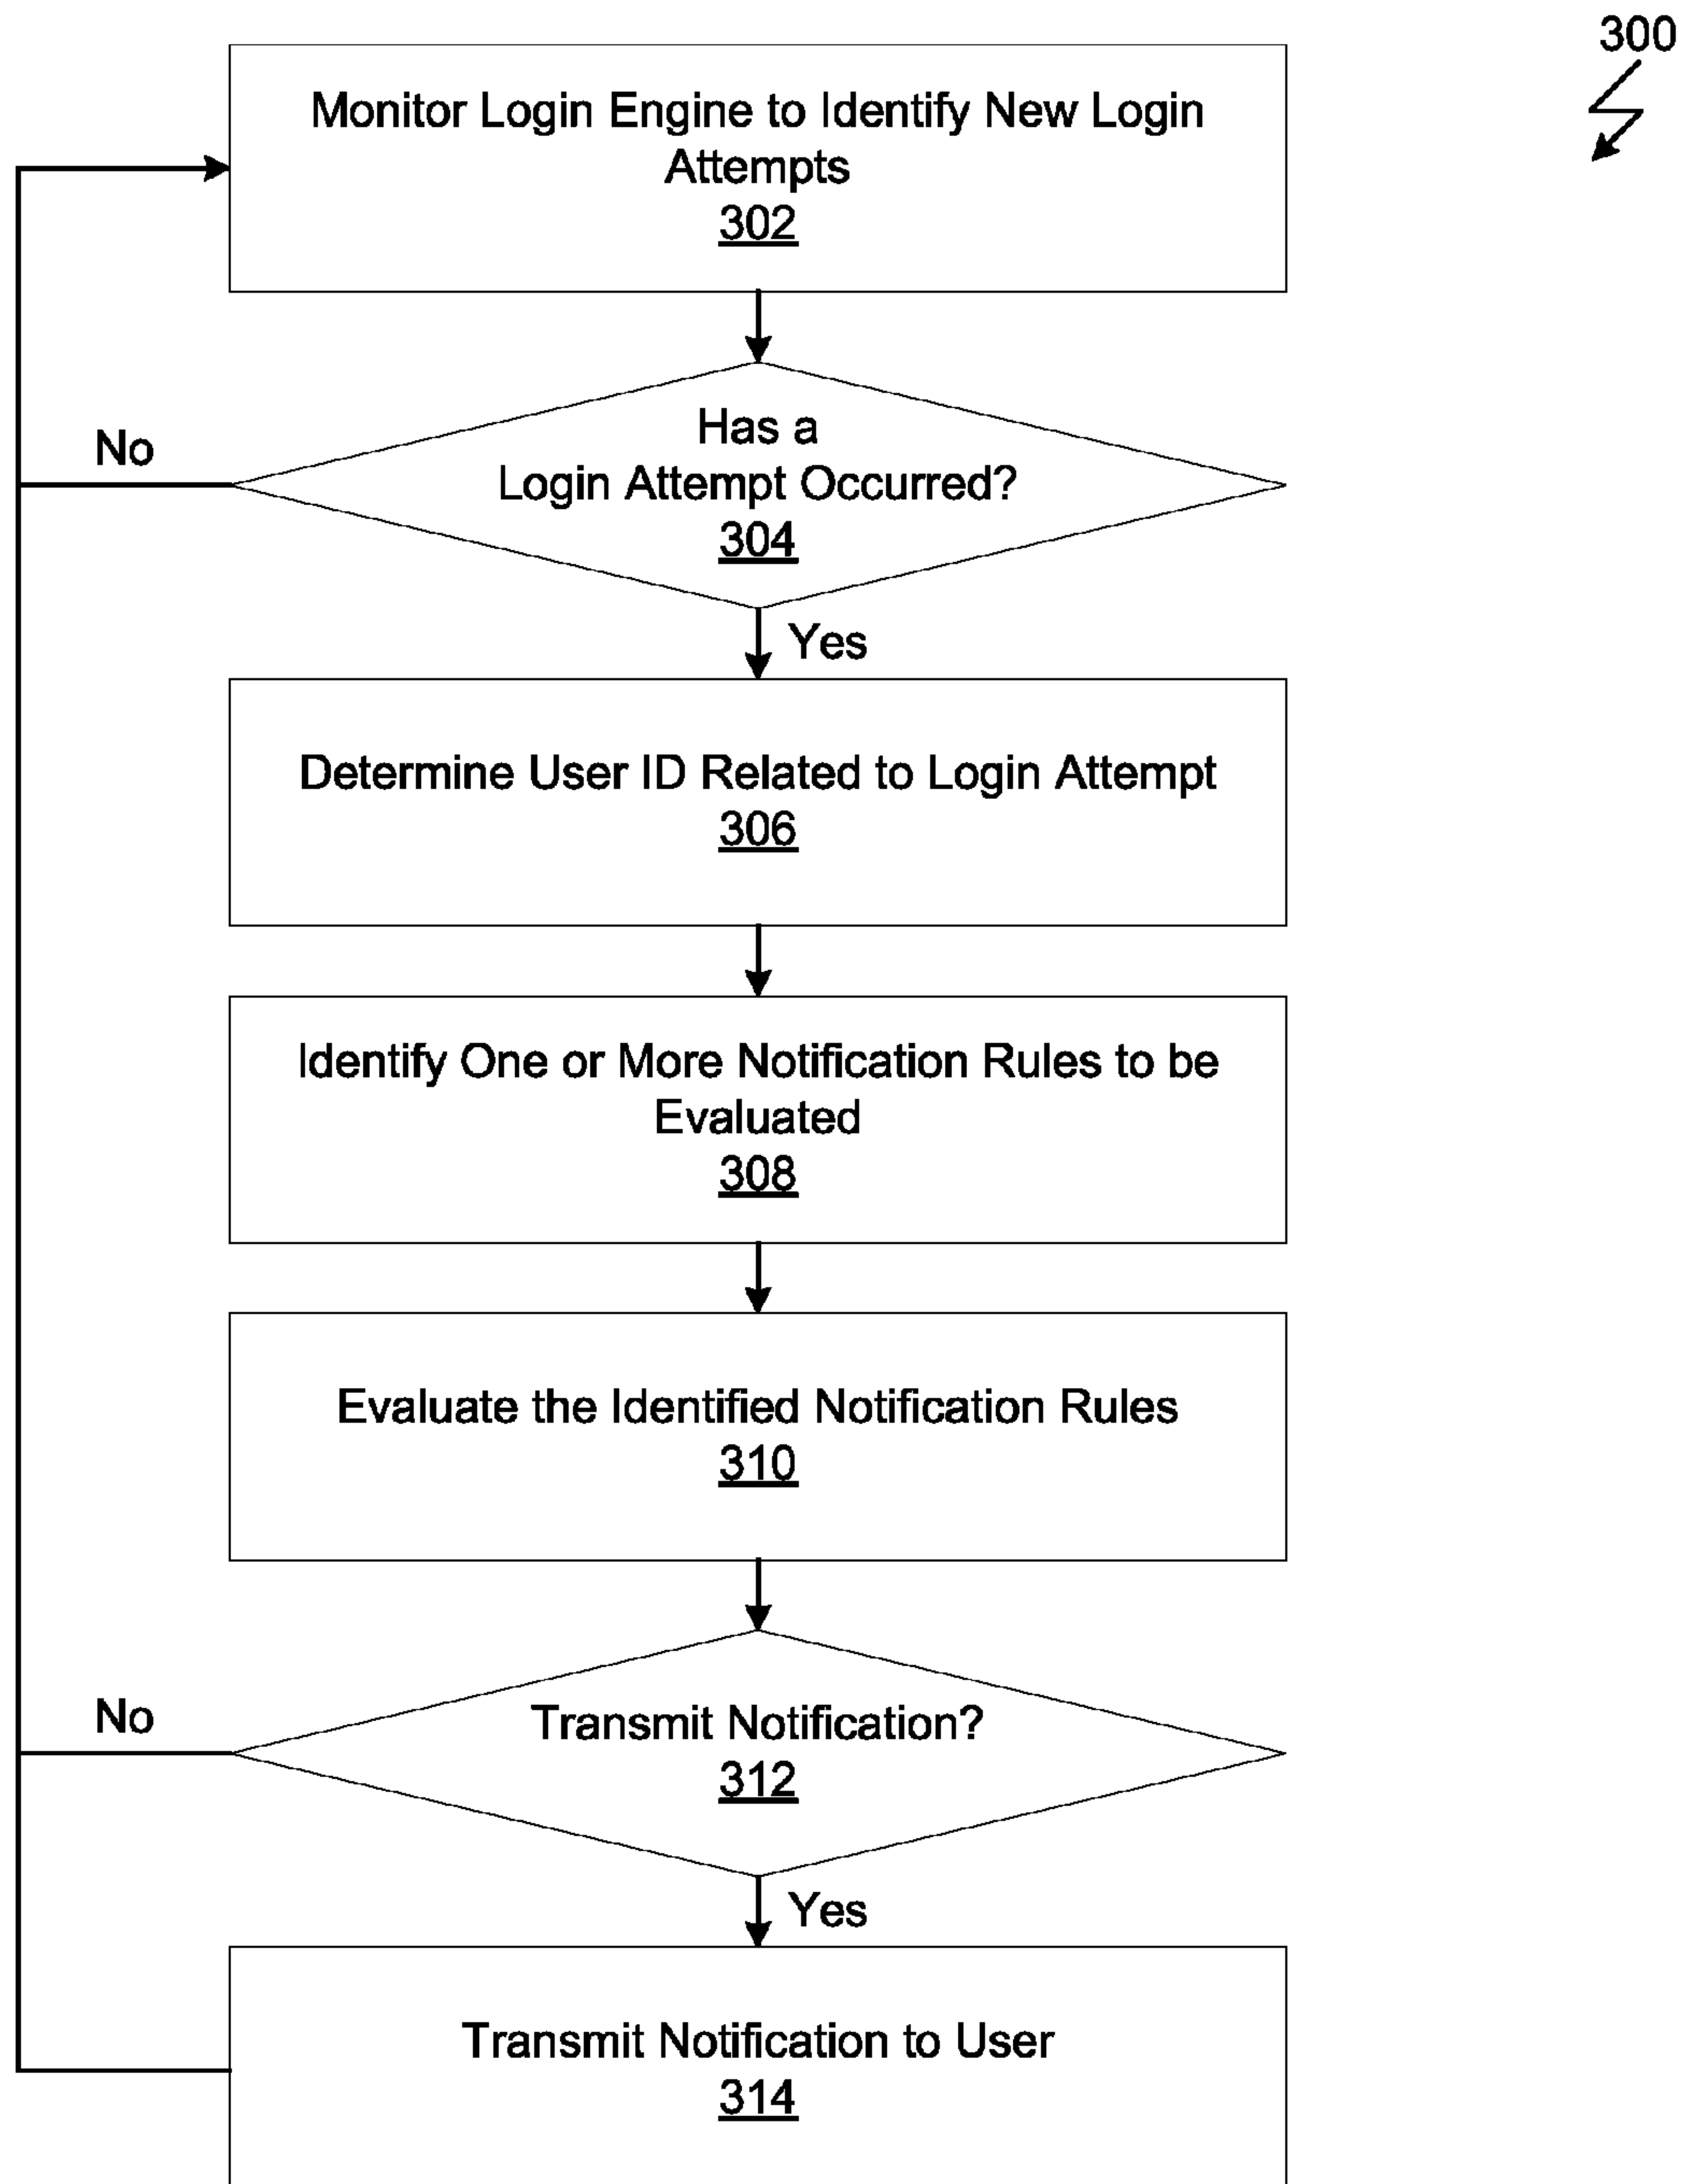 300
Monitor Login Engine to Identify New Login
Attempts
302
Has a
Login Attempt Occurred?
304
No
Yes
Determine User ID Related to Login Attempt
306
Identify One or More Notification Rules to be
Evaluated
308
Evaluate the Identified Notification Rules
310
Transmit Notification?
312
No
Yes
Transmit Notification to User
314